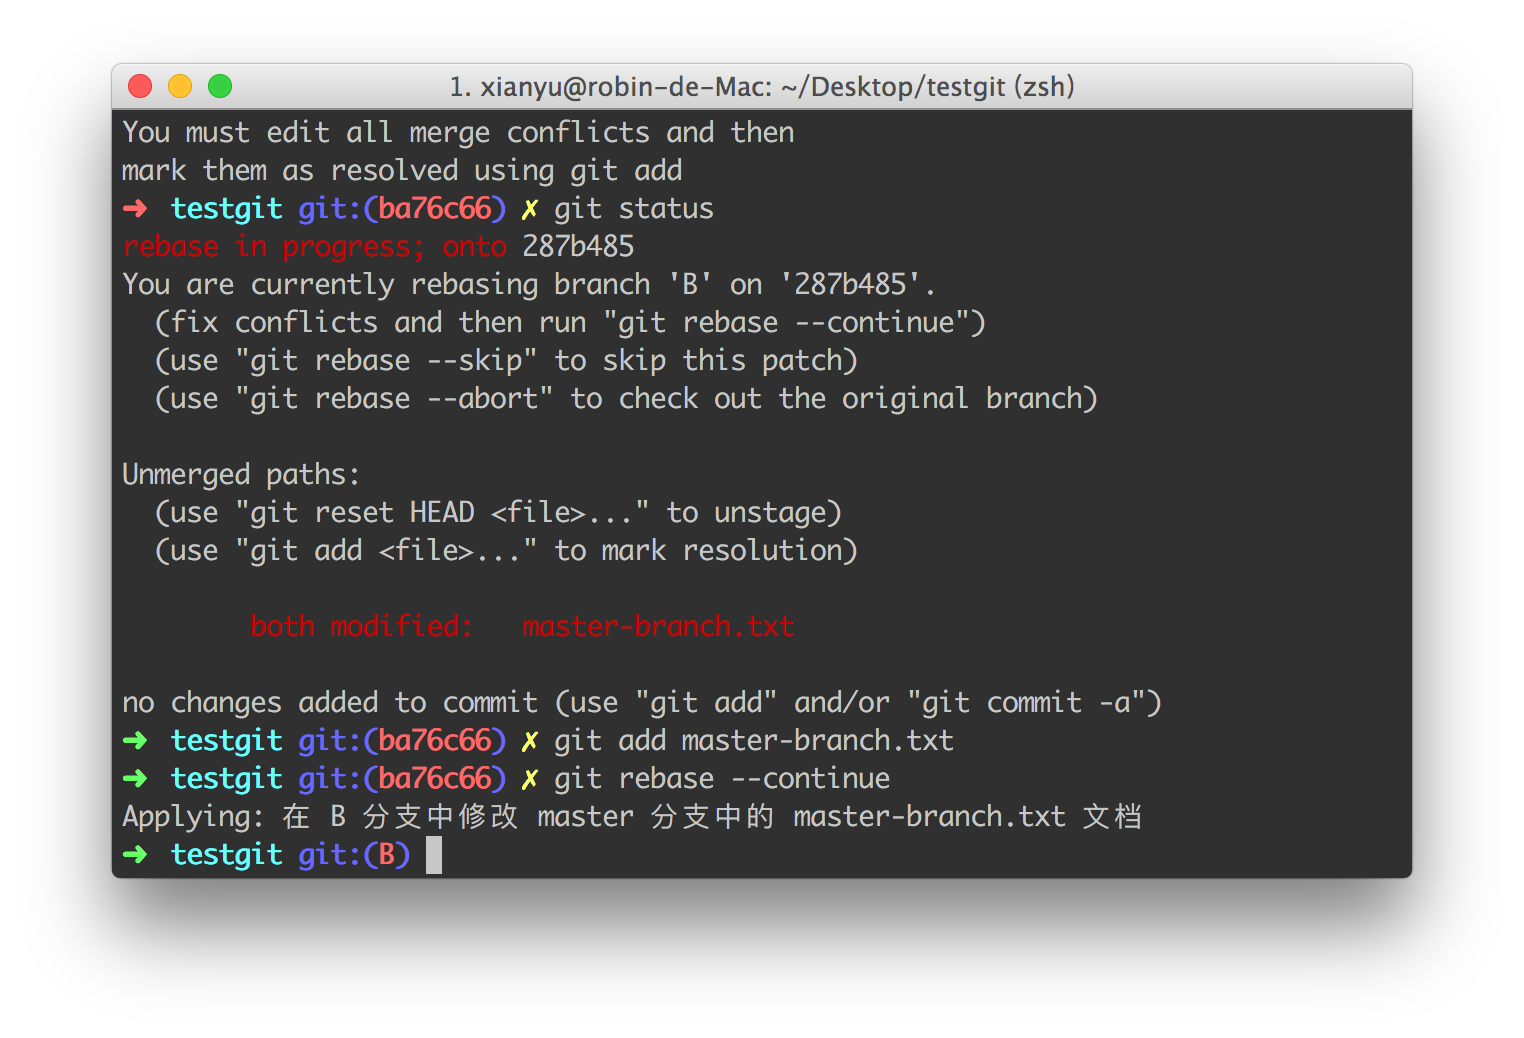 1. xianyu@robin-de-Mac: ~/Desktop/testgit (zsh)
You must edit all merge conflicts and then
mark them as resolved using git add
➜  testgit git:(ba76c66) ✗ git status
rebase in progress; onto 287b485
You are currently rebasing branch 'B' on '287b485'.
  (fix conflicts and then run "git rebase --continue")
  (use "git rebase --skip" to skip this patch)
  (use "git rebase --abort" to check out the original branch)
Unmerged paths:
  (use "git reset HEAD <file>..." to unstage)
  (use "git add <file>..." to mark resolution)
        both modified:   master-branch.txt
no changes added to commit (use "git add" and/or "git commit -a")
➜  testgit git:(ba76c66) ✗ git add master-branch.txt
➜  testgit git:(ba76c66) ✗ git rebase --continue
Applying: 在 B 分支中修改 master 分支中的 master-branch.txt 文档
➜  testgit git:(B)